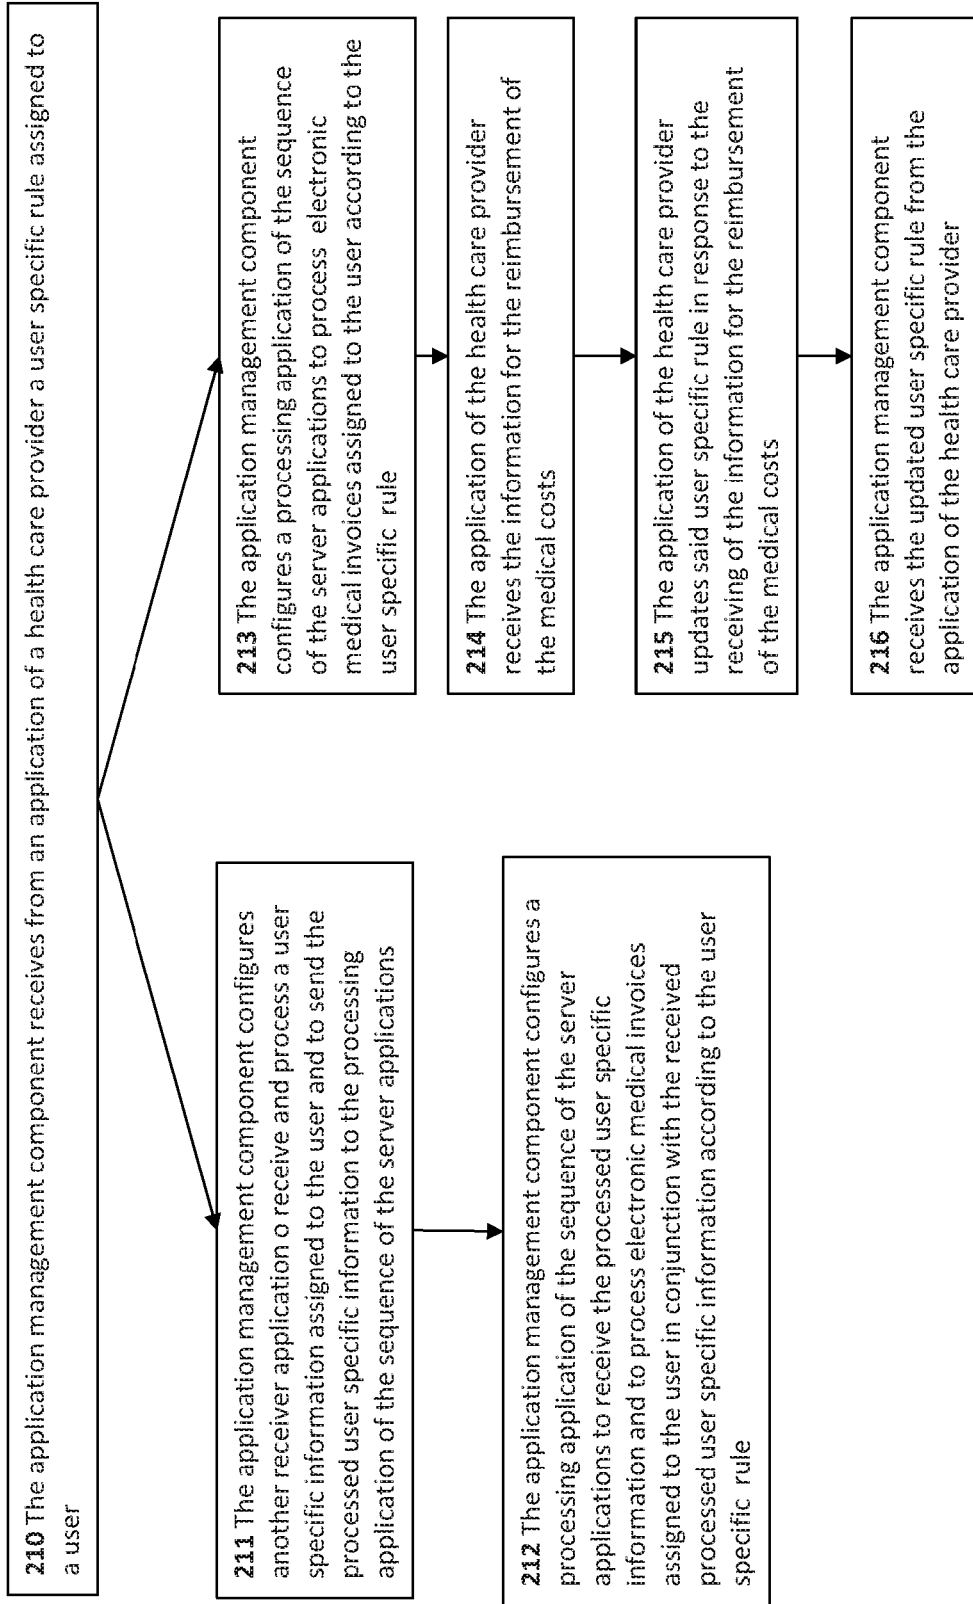 210 The application management component receives from an application of a health care provider a user specific rule assigned to
a user
211 The application management component configures
another receiver application o receive and process a user
specific information assigned to the user and to send the
processed user specific information to the processing
application of the sequence of the server applications
212 The application management component configures a
processing application of the sequence of the server
applications to receive the processed user specific
information and to process electronic medical invoices
assigned to the user in conjunction with the received
processed user specific information according to the user
specific rule
213 The application management component
configures a processing application of the sequence
of the server applications to process electronic
medical invoices assigned to the user according to the
user specific rule
214 The application of the health care provider
receives the information for the reimbursement of
the medical costs
215 The application of the health care provider
updates said user specific rule in response to the
receiving of the information for the reimbursement
of the medical costs
216 The application management component
receives the updated user specific rule from the
application of the health care provider